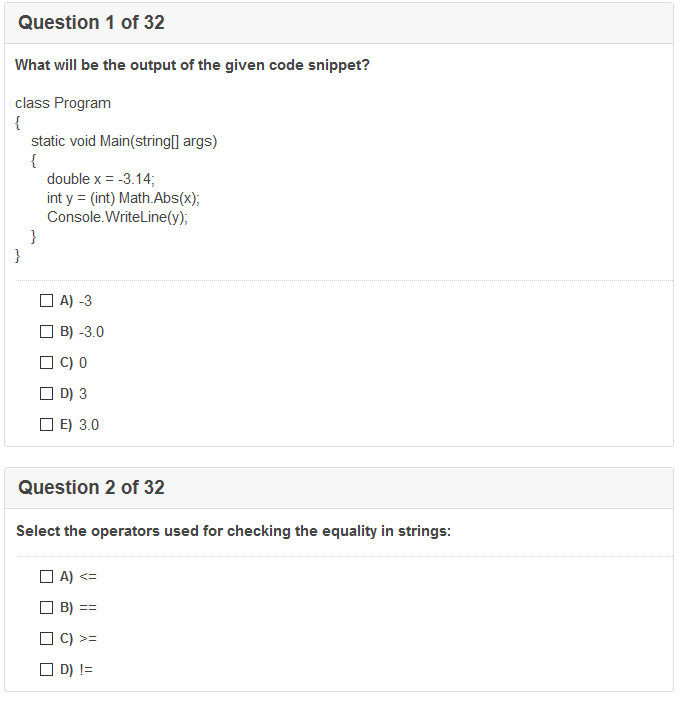 Question 1 of 32
What will be the output of the given code snippet?
class Program
{
static void Main(string[] args)
{
double x = -3.14;
int y = (int) Math.Abs(x);
Console.WriteLine(y);
}
}
A) -3
B) -3.0
C) 0
D) 3
E) 3.0
Question 2 of 32
Select the operators used for checking the equality in strings:
A) <=
B) ==
C) >=
D) !=